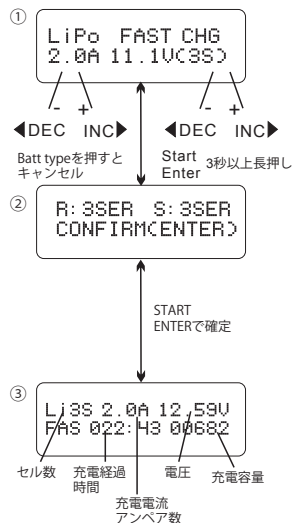 ①
LiPo FAST CHG
2.0A 11.1V(3S)
- +
- +
◀DEC INC▶
◀DEC INC▶
Batt typeを押すと
キャンセル
Start
Enter
3秒以上長押し
②
R:3SER S:3SER
CONFIRM(ENTER)
START
ENTERで確定
③
Li3S 2.0A 12.59V
FAS 022:43 00682
セル数
充電経過
時間
電圧
充電容量
充電電流
アンペア数